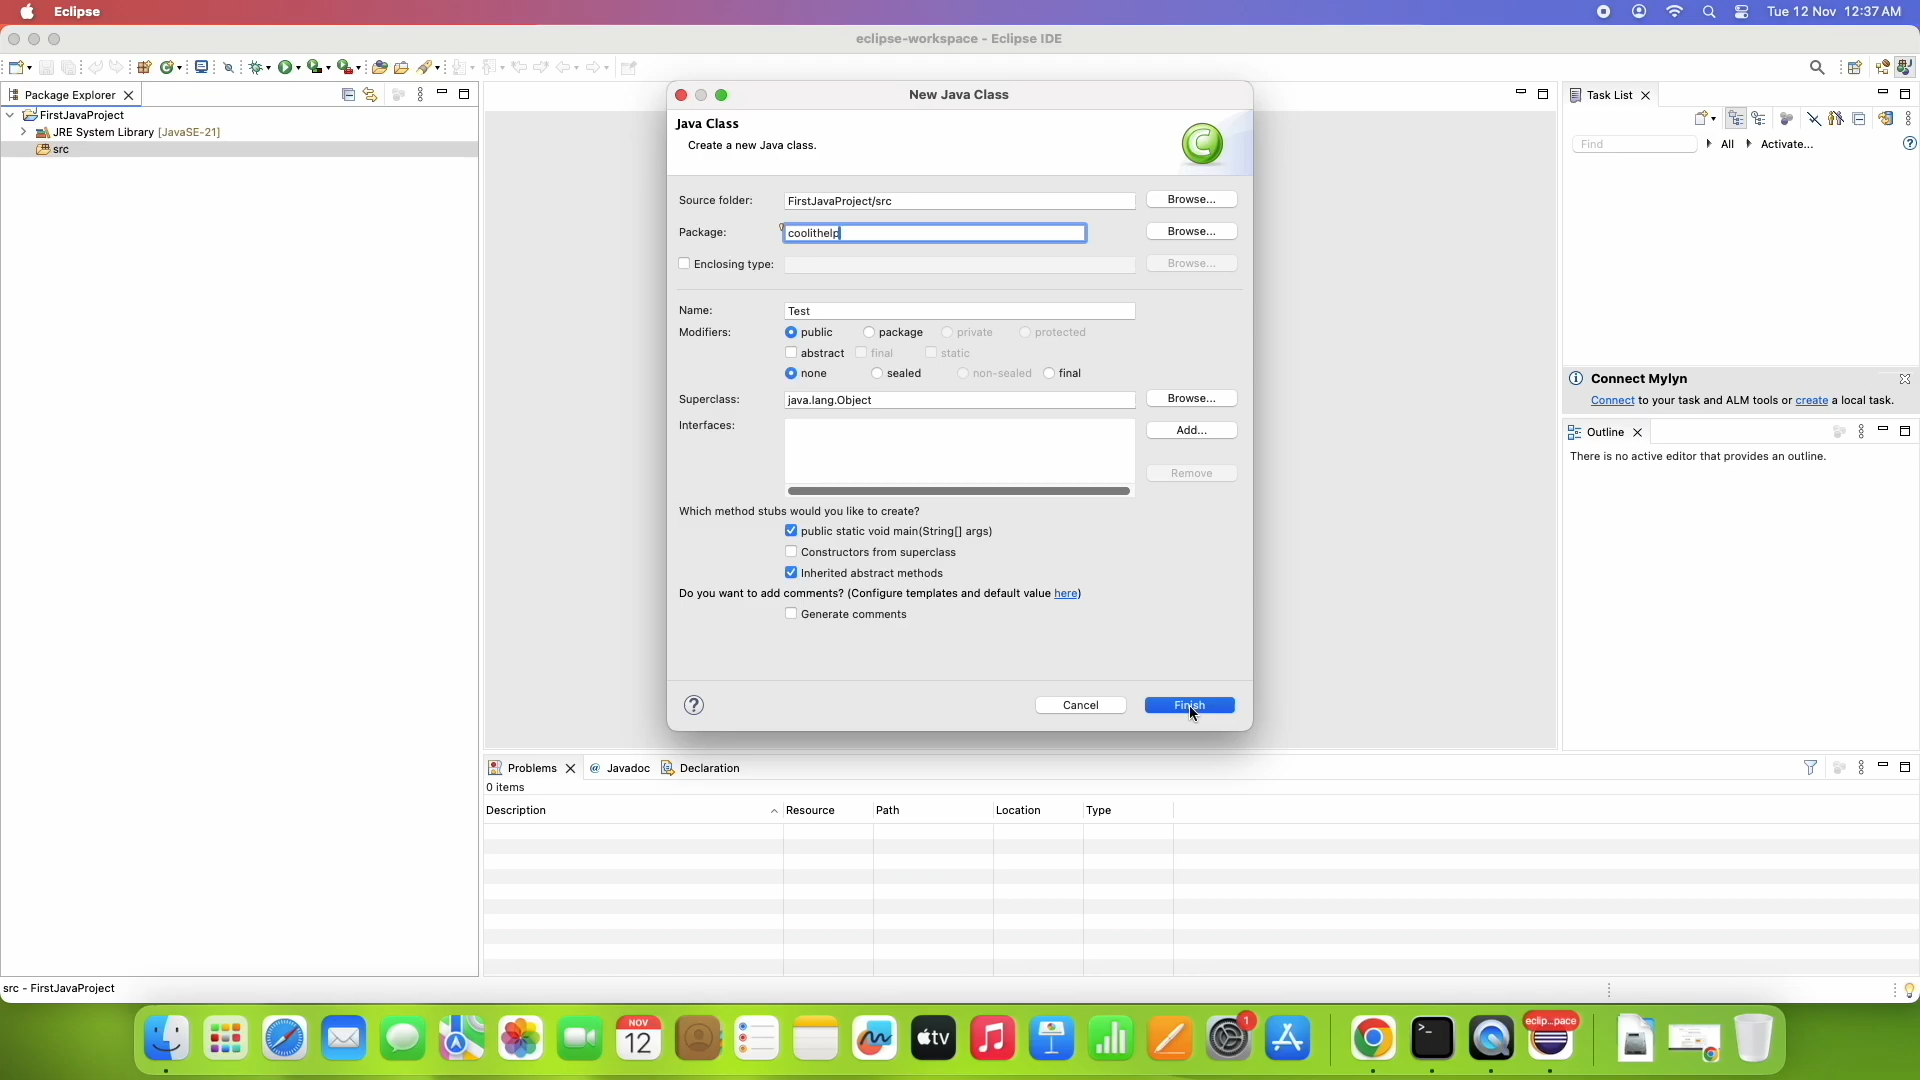 Eclipse
Tue 12 Nov 12:37 AM
eclipse-workspace - Eclipse IDE
Package Explorer
FirstJavaProject
JRE System Library [JavaSE-21]
src
New Java Class
Java Class
Create a new Java class.
Source folder: FirstJavaProject/src Browse...
Package: coolithelp Browse...
Enclosing type: Browse...
Name: Test
Modifiers: public package private protected
abstract final static
none sealed non-sealed final
Superclass: java.lang.Object Browse...
Interfaces: Add...
Remove
Which method stubs would you like to create?
public static void main(String[] args)
Constructors from superclass
Inherited abstract methods
Do you want to add comments? (Configure templates and default value here)
Generate comments
Cancel Finish
Task List
Find All Activate...
Connect Mylyn
Connect to your task and ALM tools or create a local task.
Outline
There is no active editor that provides an outline.
Problems @ Javadoc Declaration
0 items
Description Resource Path Location Type
src - FirstJavaProject
NOV
12
tv
1
eclip...pace